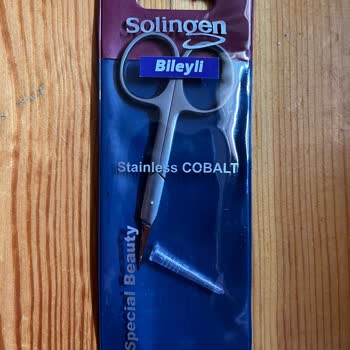 Solingen
Bileyli
Stainless COBALT
Special Beauty